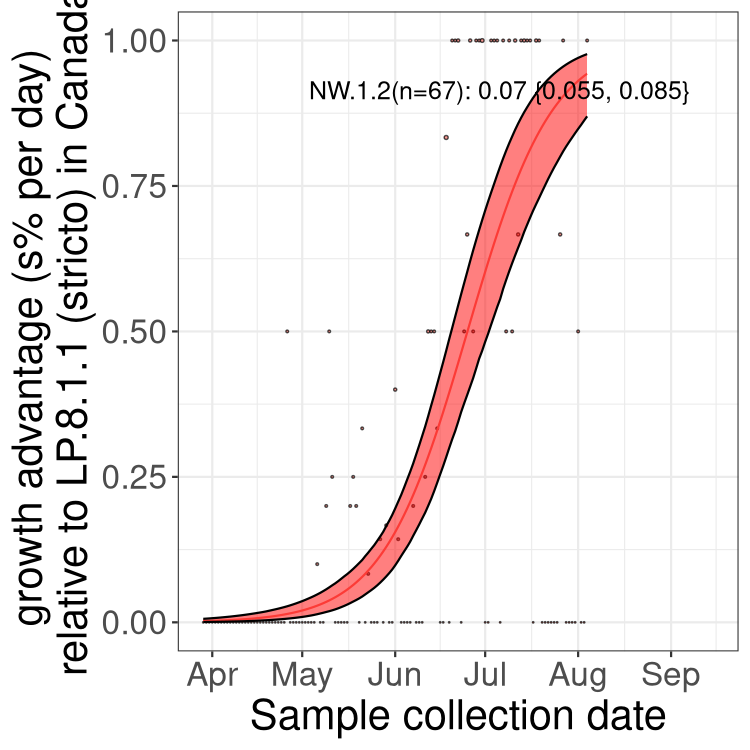 growth advantage (s% per day)
relative to LP.8.1.1 (stricto) in Canada
1.00
0.75
0.50
0.25
0.00
NW.1.2(n=67): 0.07 {0.055, 0.085}
Apr May Jun Jul Aug Sep
Sample collection date